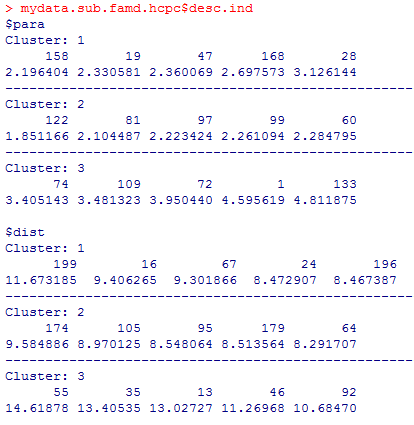 > mydata.sub.famd.hcpc$desc.ind
$para
Cluster: 1
     158       19       47      168       28
2.196404 2.330581 2.360069 2.697573 3.126144
----------------------------------------------------
Cluster: 2
     122       81       97       99       60
1.851166 2.104487 2.223424 2.261094 2.284795
----------------------------------------------------
Cluster: 3
      74      109       72        1      133
3.405143 3.481323 3.950440 4.595619 4.811875

$dist
Cluster: 1
      199        16        67        24       196
11.673185  9.406265  9.301866  8.472907  8.467387
----------------------------------------------------
Cluster: 2
     174      105       95      179       64
9.584886 8.970125 8.548064 8.513564 8.291707
----------------------------------------------------
Cluster: 3
      55       35       13       46       92
14.61878 13.40535 13.02727 11.26968 10.68470